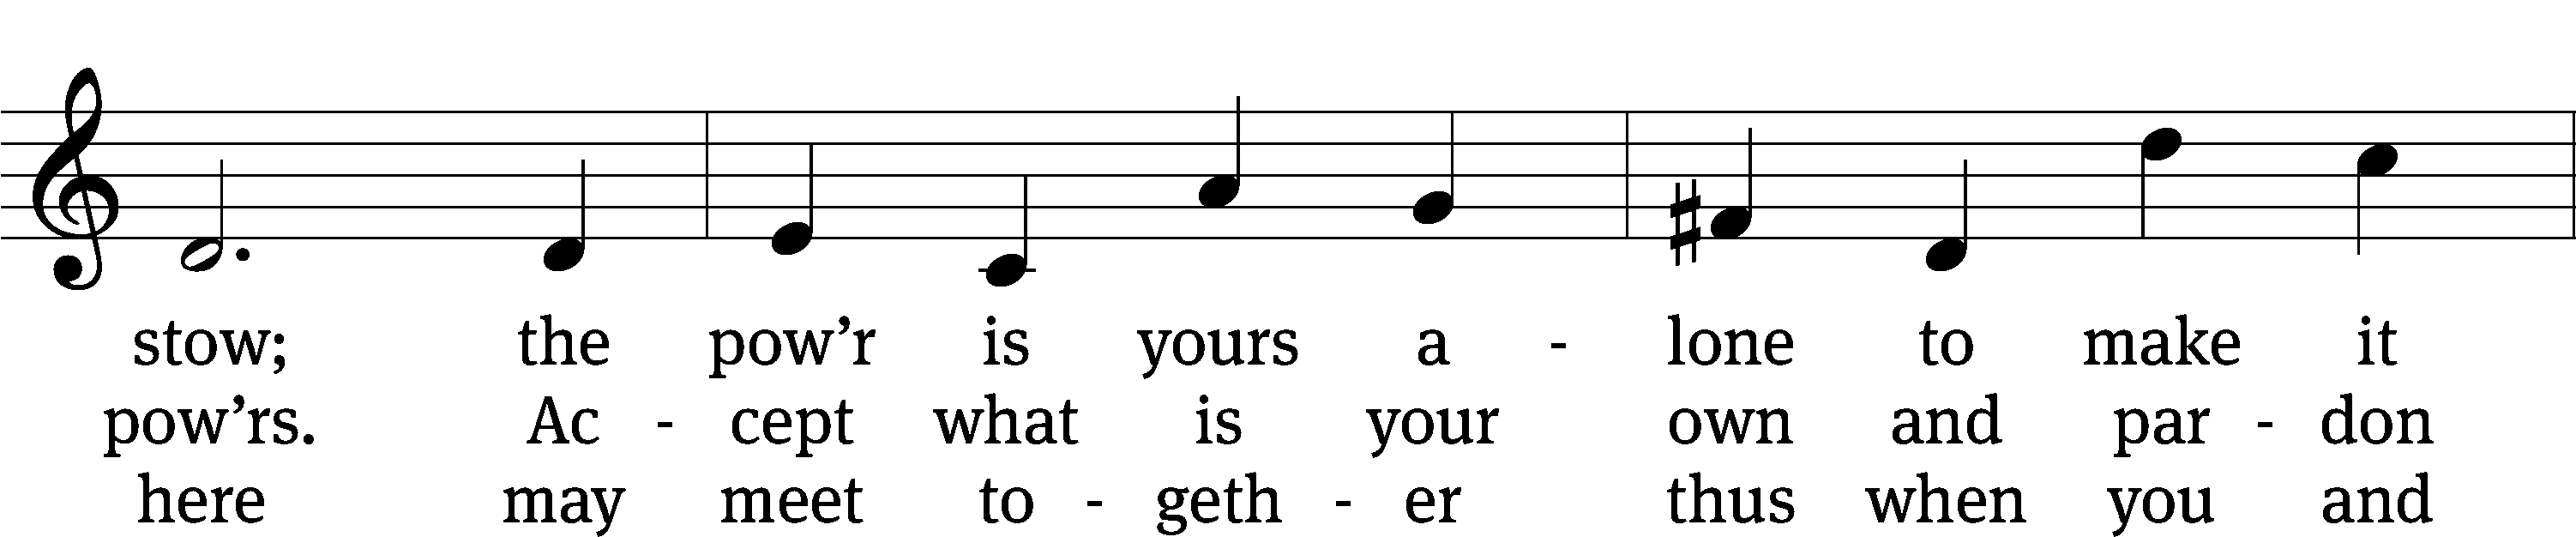 stow; the pow’r is yours a - lone to make it
pow’rs. Ac - cept what is your own and par - don
here may meet to - geth - er thus when you and